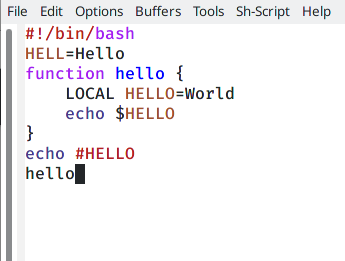 File Edit Options Buffers Tools Sh-Script Help
#!/bin/bash
HELL=Hello
function hello {
    LOCAL HELLO=World
    echo $HELLO
}
echo #HELLO
hello